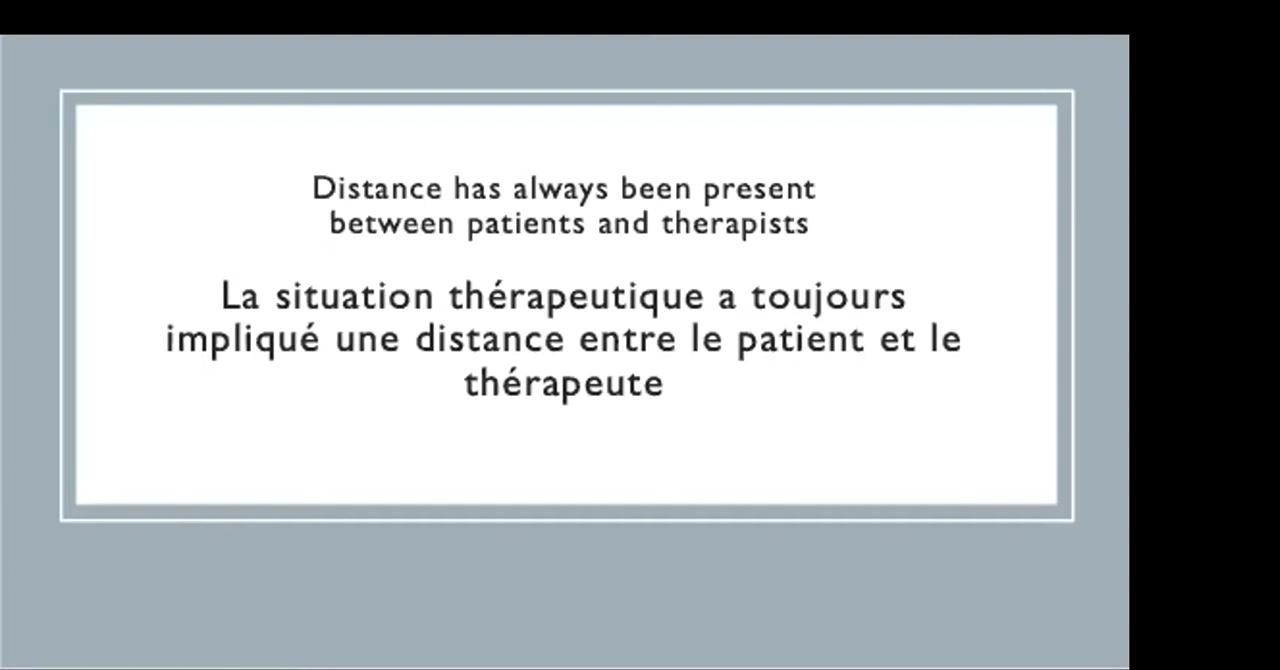 Distance has always been present
between patients and therapists
La situation thérapeutique a toujours
impliqué une distance entre le patient et le
thérapeute